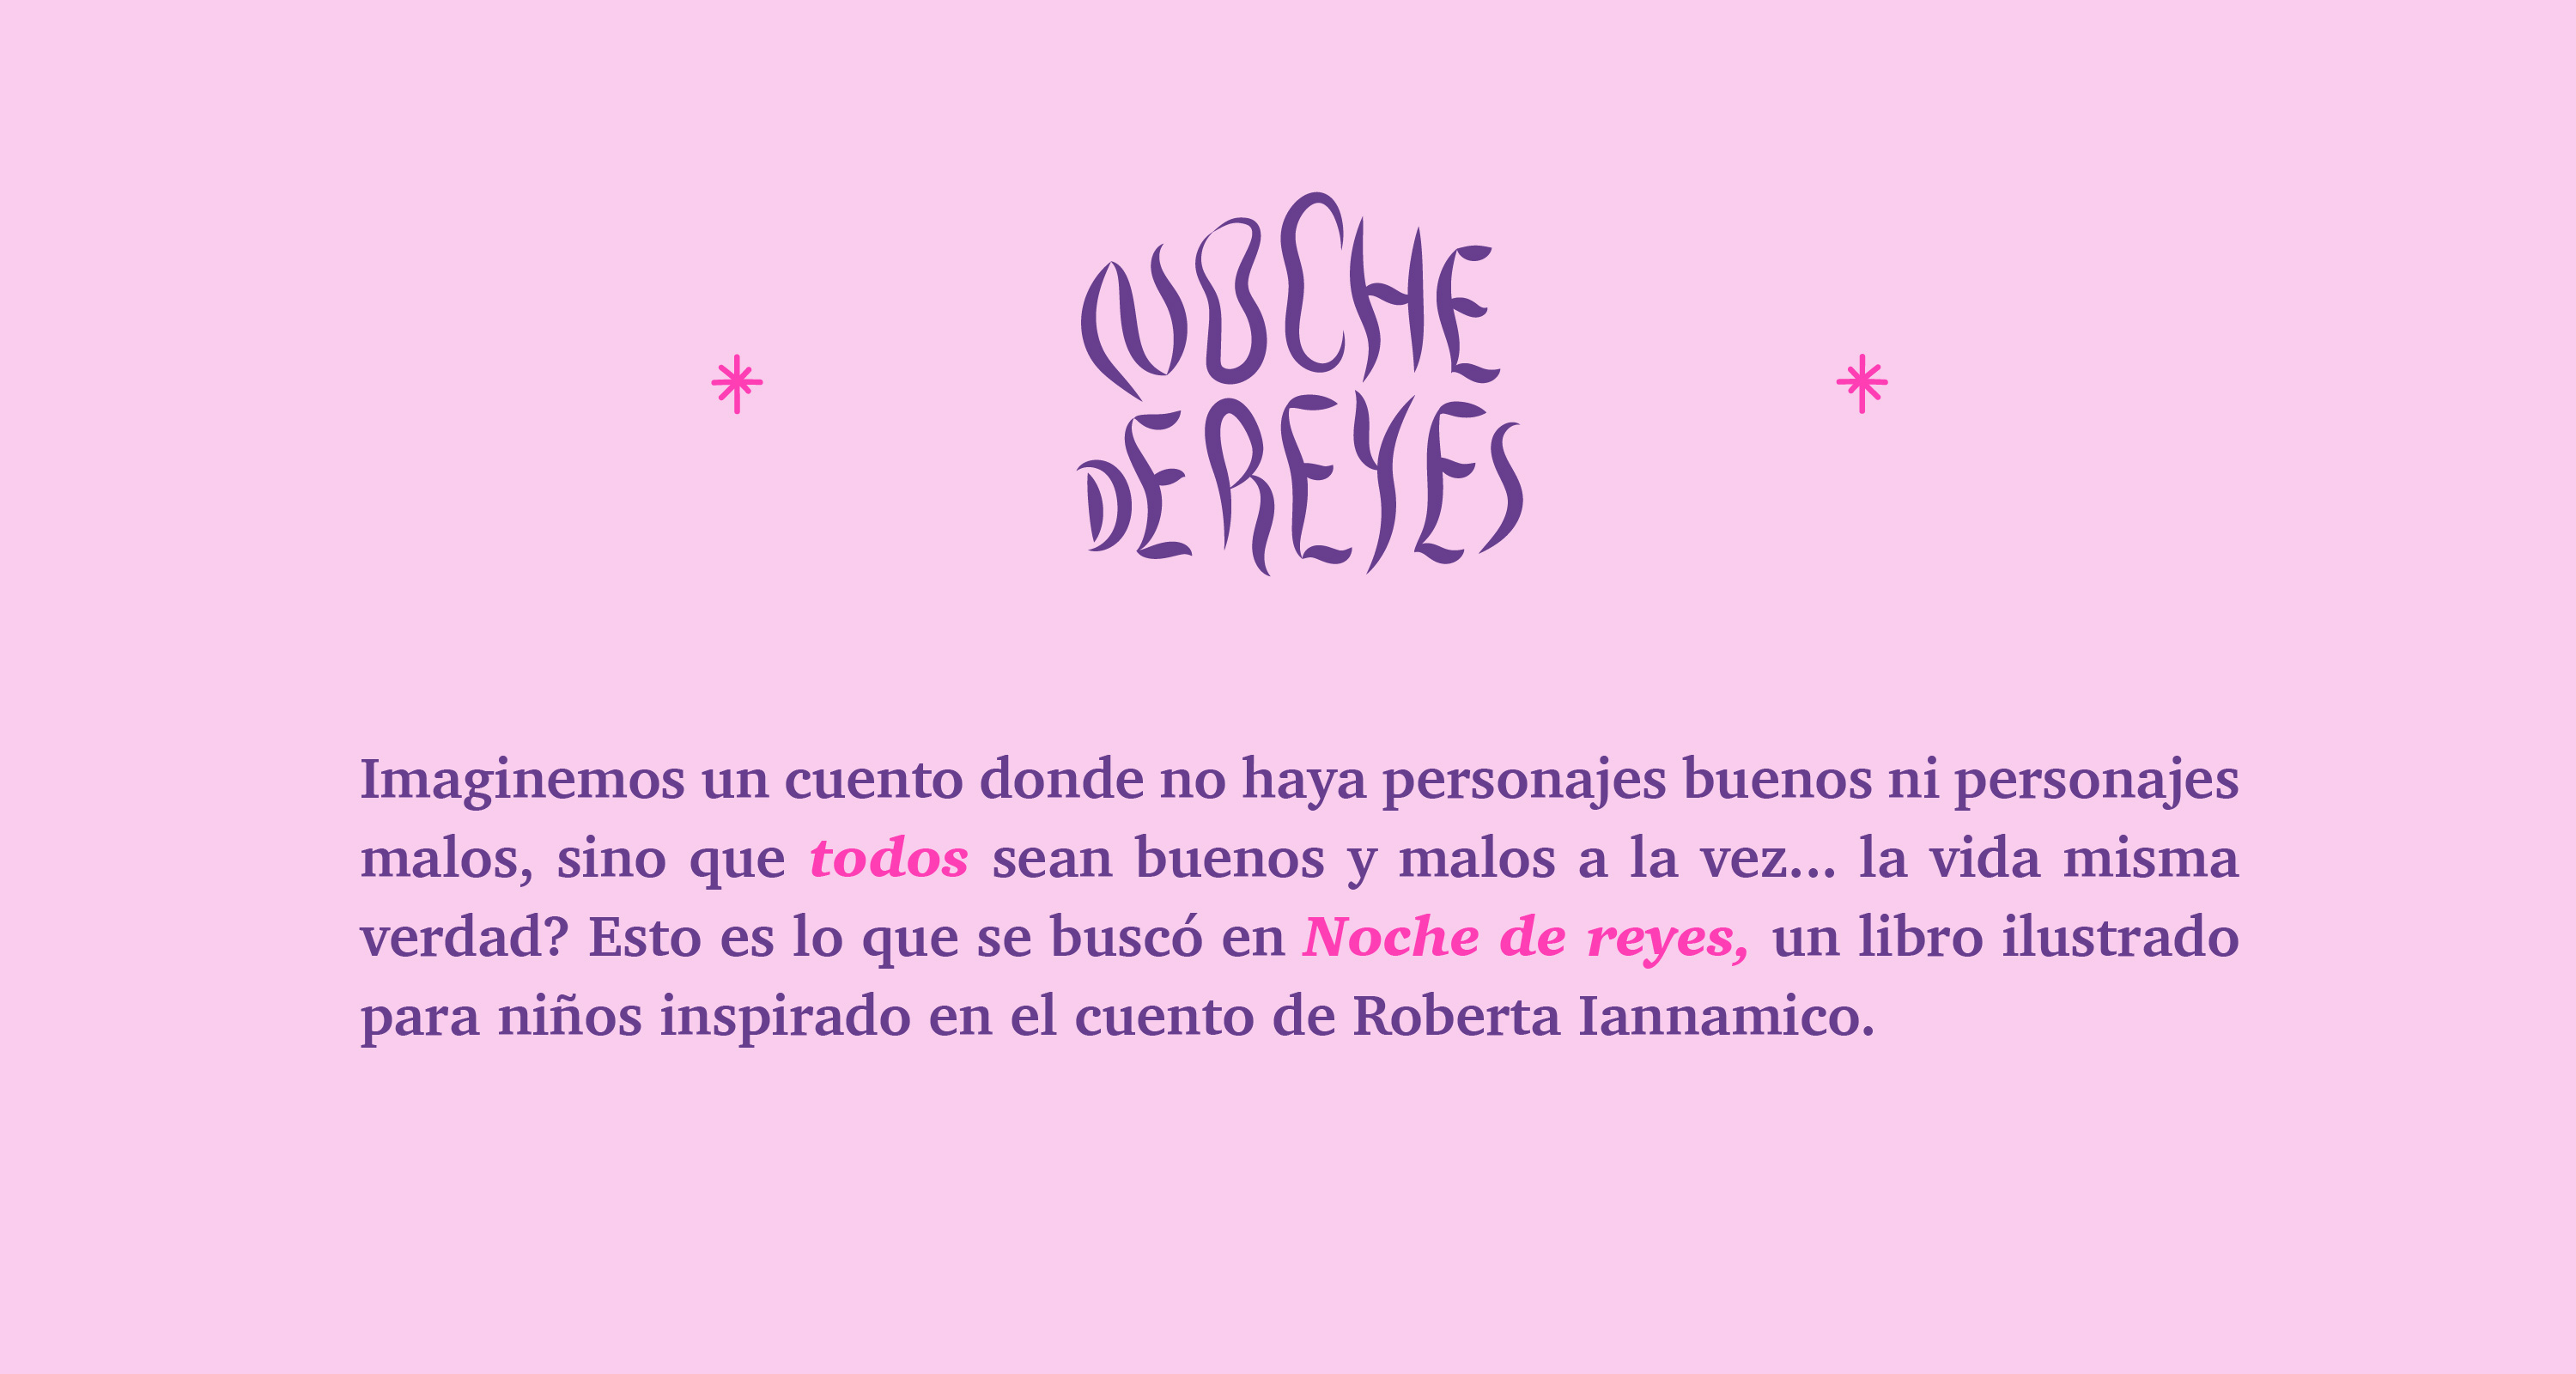 NOCHE
DE REYES
Imaginemos un cuento donde no haya personajes buenos ni personajes
malos, sino que todos sean buenos y malos a la vez... la vida misma
verdad? Esto es lo que se buscó en Noche de reyes, un libro ilustrado
para niños inspirado en el cuento de Roberta Iannamico.